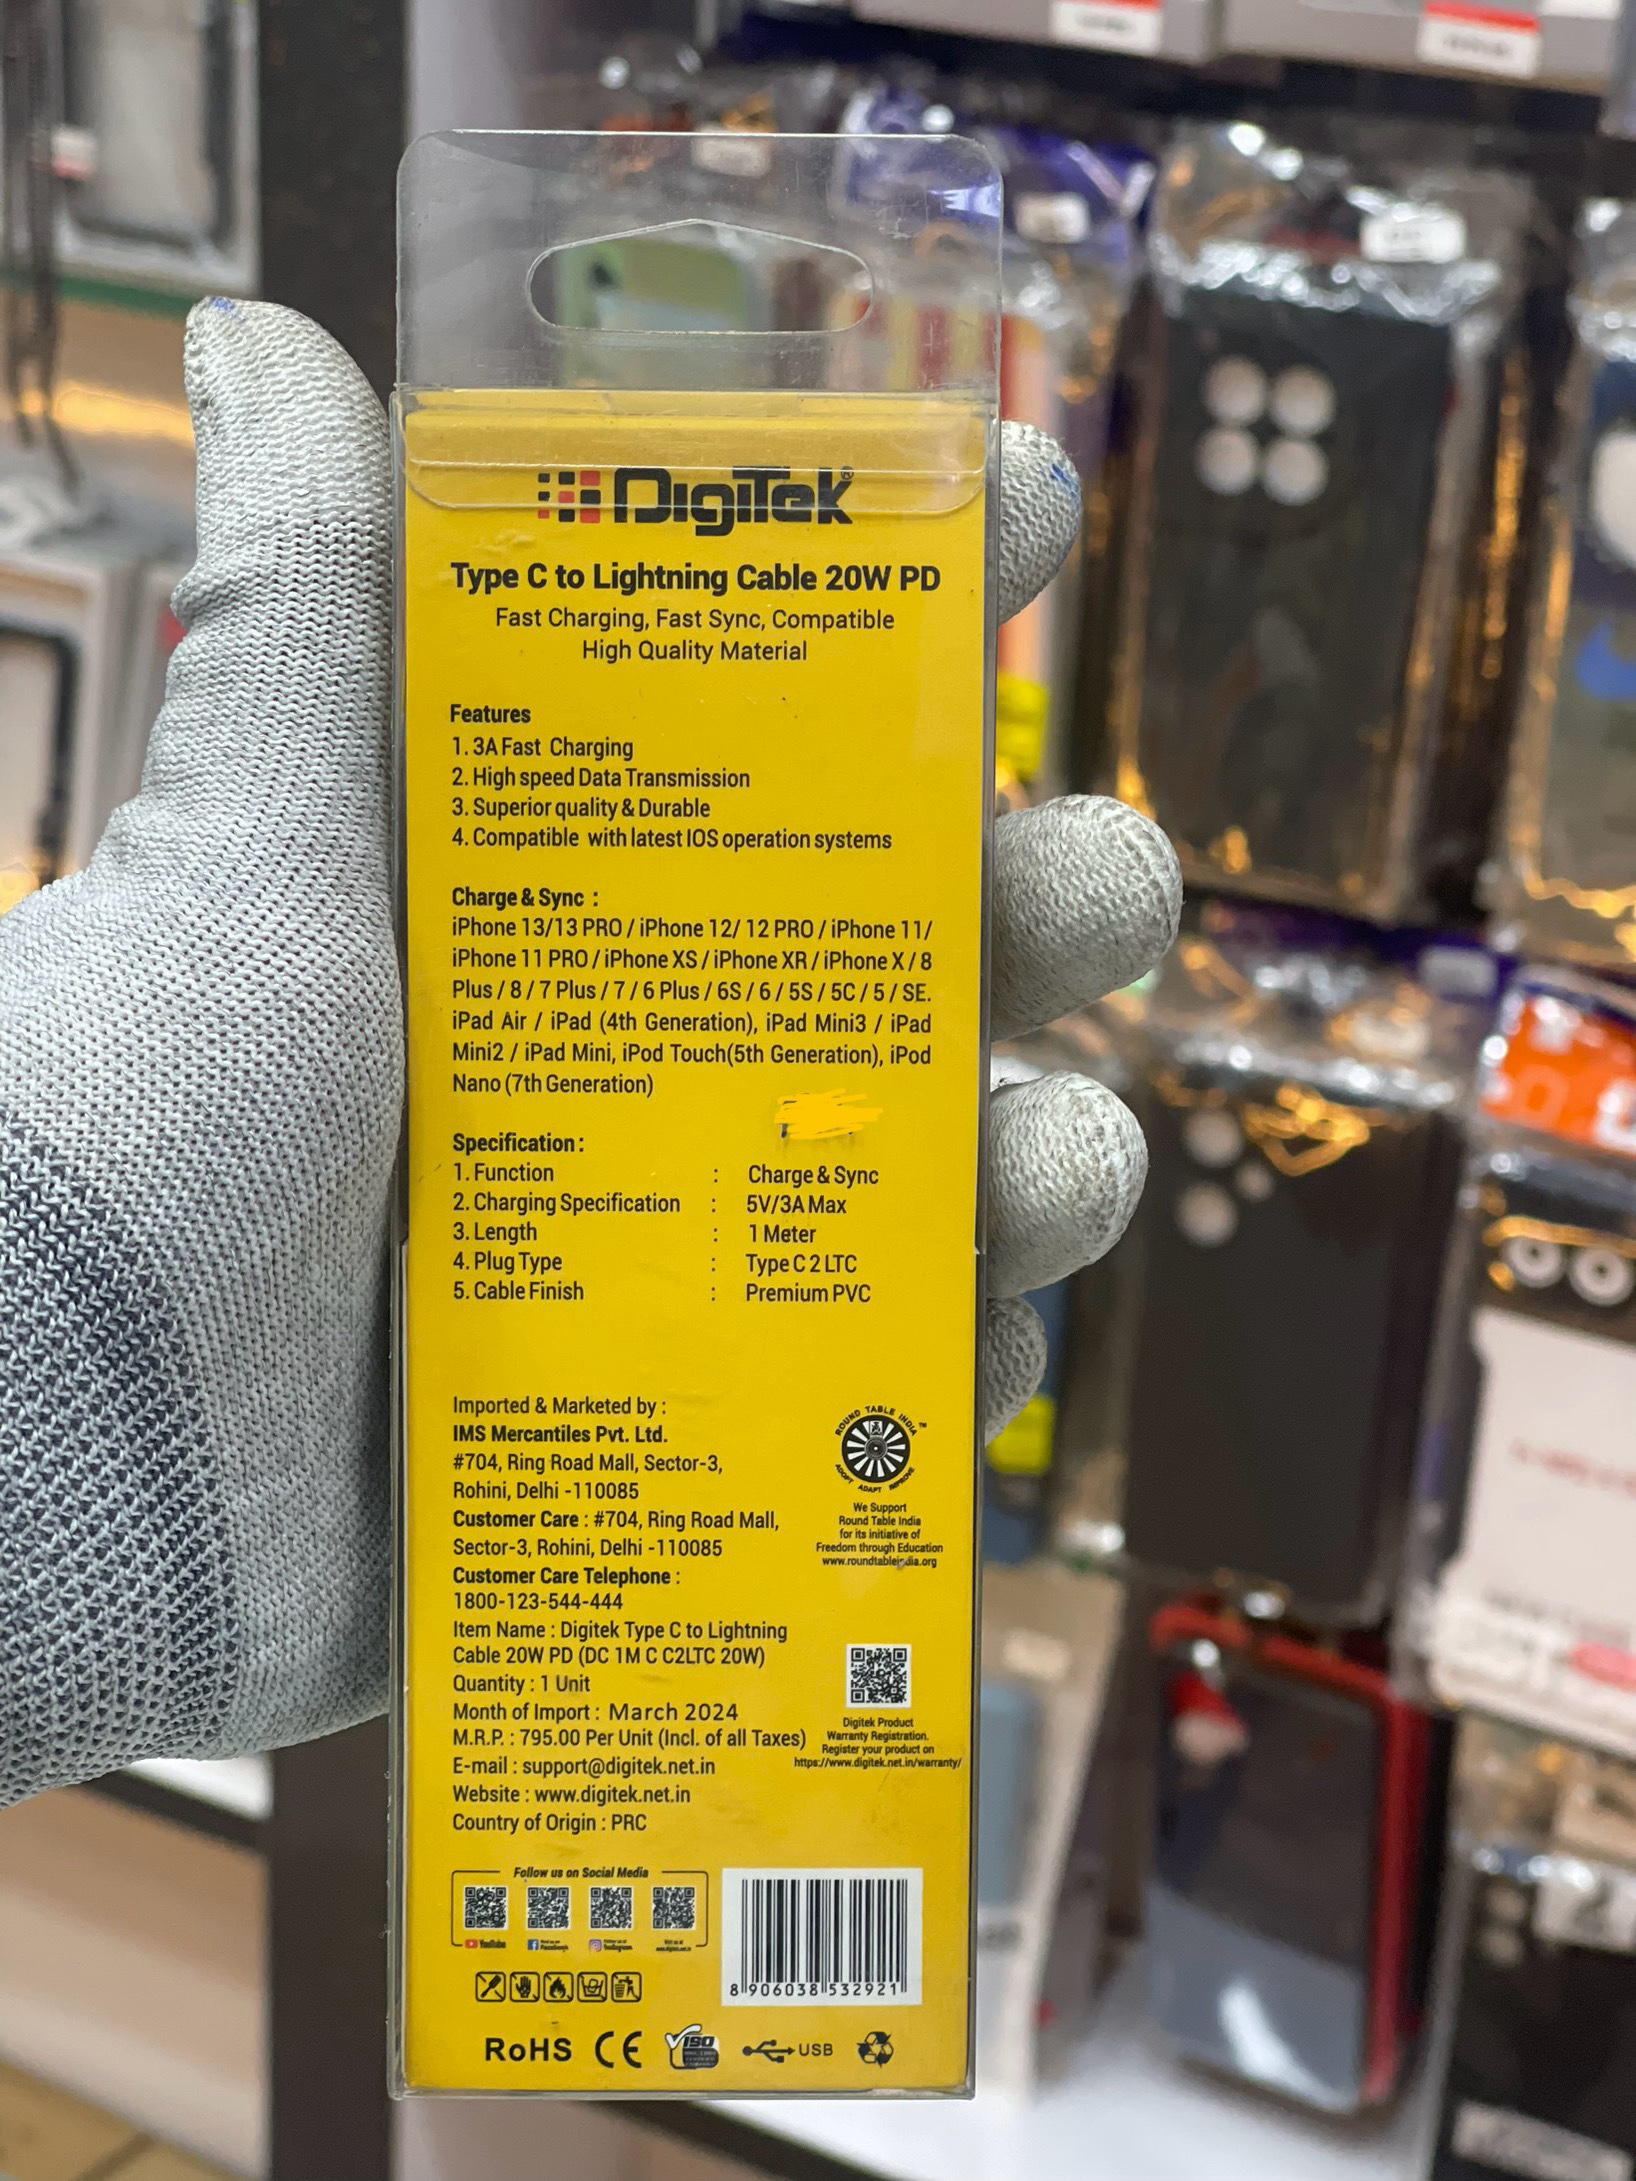 DigiTek®
Type C to Lightning Cable 20W PD
Fast Charging, Fast Sync, Compatible
High Quality Material
Features
1. 3A Fast Charging
2. High speed Data Transmission
3. Superior quality & Durable
4. Compatible with latest IOS operation systems
Charge & Sync :
iPhone 13/13 PRO / iPhone 12/ 12 PRO / iPhone 11/
iPhone 11 PRO / iPhone XS / iPhone XR / iPhone X / 8
Plus / 8 / 7 Plus / 7 / 6 Plus / 6S / 6 / 5S / 5C / 5 / SE.
iPad Air / iPad (4th Generation), iPad Mini3 / iPad
Mini2 / iPad Mini, iPod Touch(5th Generation), iPod
Nano (7th Generation)
Specification :
1. Function : Charge & Sync
2. Charging Specification : 5V/3A Max
3. Length : 1 Meter
4. Plug Type : Type C 2 LTC
5. Cable Finish : Premium PVC
Imported & Marketed by :
IMS Mercantiles Pvt. Ltd.
#704, Ring Road Mall, Sector-3,
Rohini, Delhi -110085
Customer Care : #704, Ring Road Mall,
Sector-3, Rohini, Delhi -110085
Customer Care Telephone :
1800-123-544-444
Item Name : Digitek Type C to Lightning
Cable 20W PD (DC 1M C C2LTC 20W)
Quantity : 1 Unit
Month of Import : March 2024
M.R.P. : 795.00 Per Unit (Incl. of all Taxes)
E-mail : support@digitek.net.in
Website : www.digitek.net.in
Country of Origin : PRC
ROUND TABLE INDIA ™
ADOPT ADAPT IMPROVE
We Support
Round Table India
for its initiative of
Freedom through Education
www.roundtableindia.org
Digitek Product
Warranty Registration.
Register your product on
https://www.digitek.net.in/warranty/
Follow us on Social Media
YouTube
Facebook
Instagram
8 906038 532921
RoHS CE ISO USB